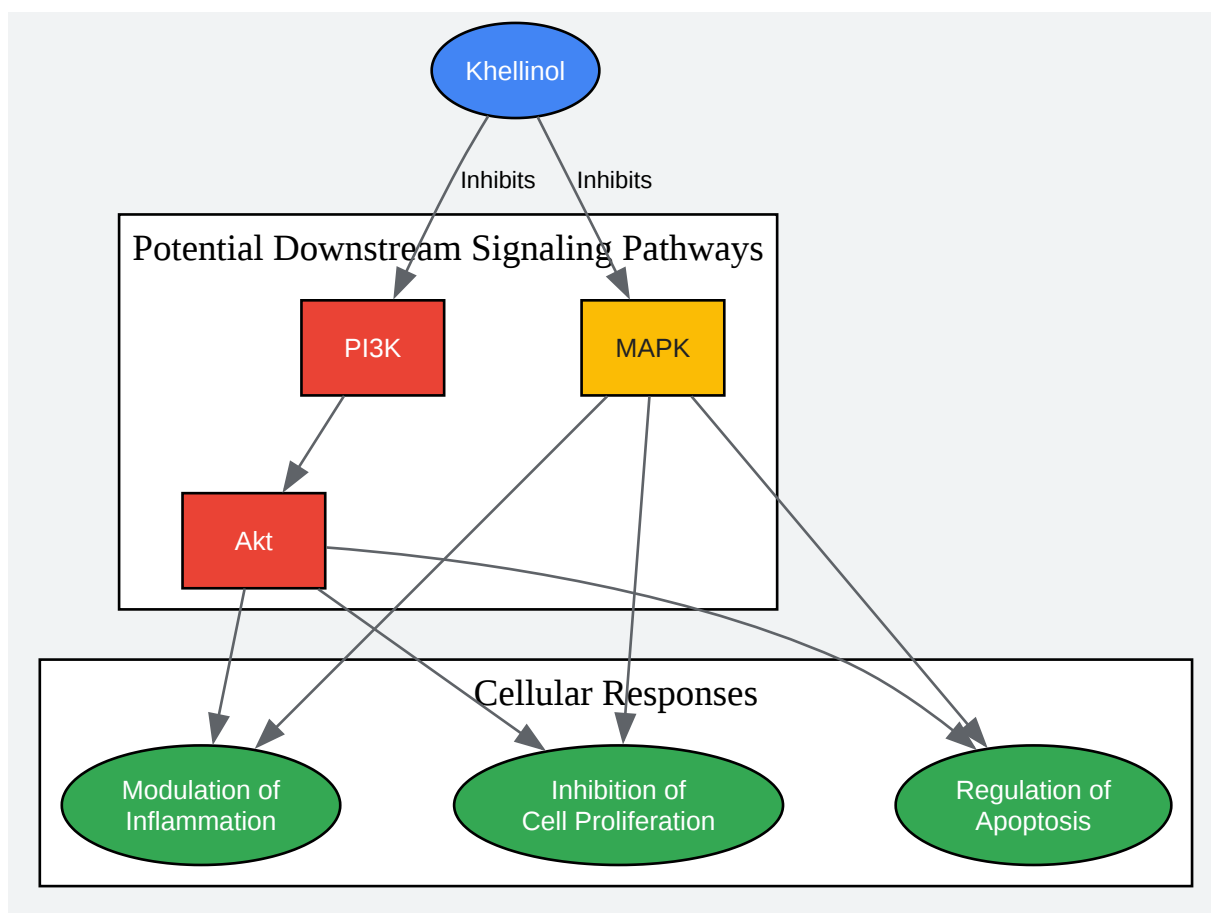 Khellinol
Inhibits
Inhibits
Potential Downstream Signaling Pathways
PI3K
MAPK
Akt
Cellular Responses
Modulation of
Inflammation
Inhibition of
Cell Proliferation
Regulation of
Apoptosis